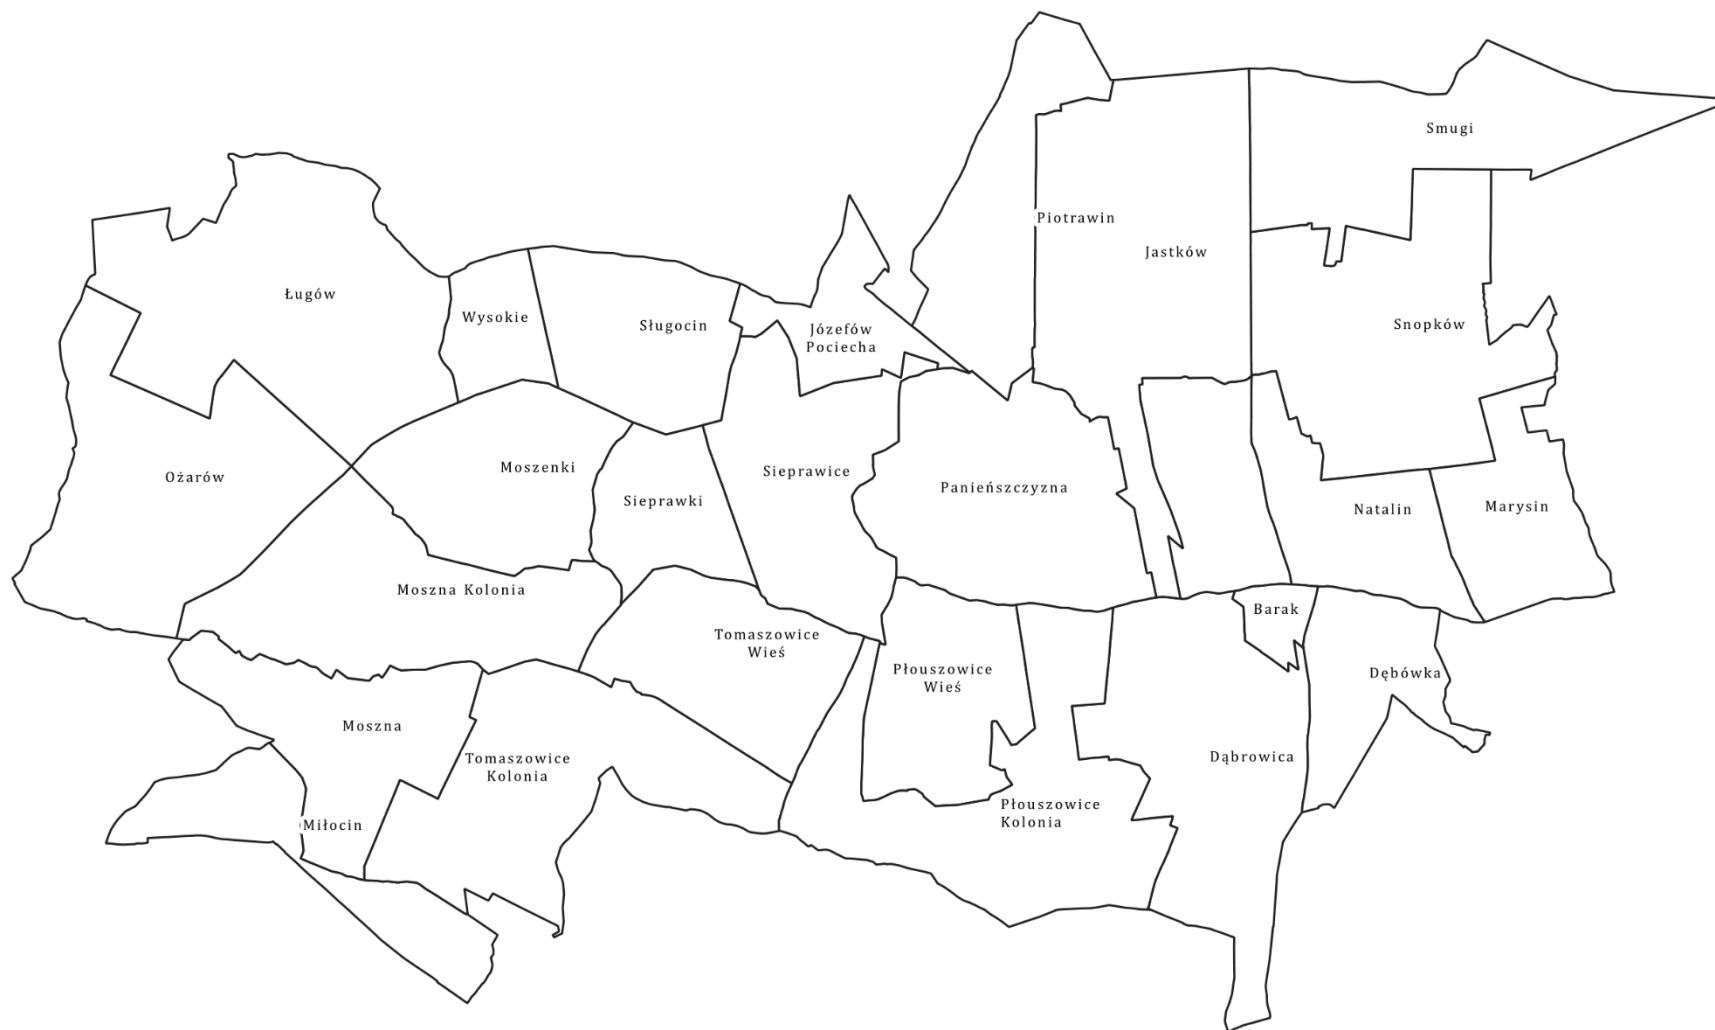 Smugi
Piotrawin
Jastków
Ługów
Wysokie
Sługocin
Józefów
Pociecha
Snopków
Ożarów
Moszenki
Sieprawki
Sieprawice
Panieńszczyzna
Natalin
Marysin
Moszna Kolonia
Barak
Tomaszowice
Wieś
Płouszowice
Wieś
Dębówka
Moszna
Tomaszowice
Kolonia
Dąbrowica
Płouszowice
Kolonia
Miłocin